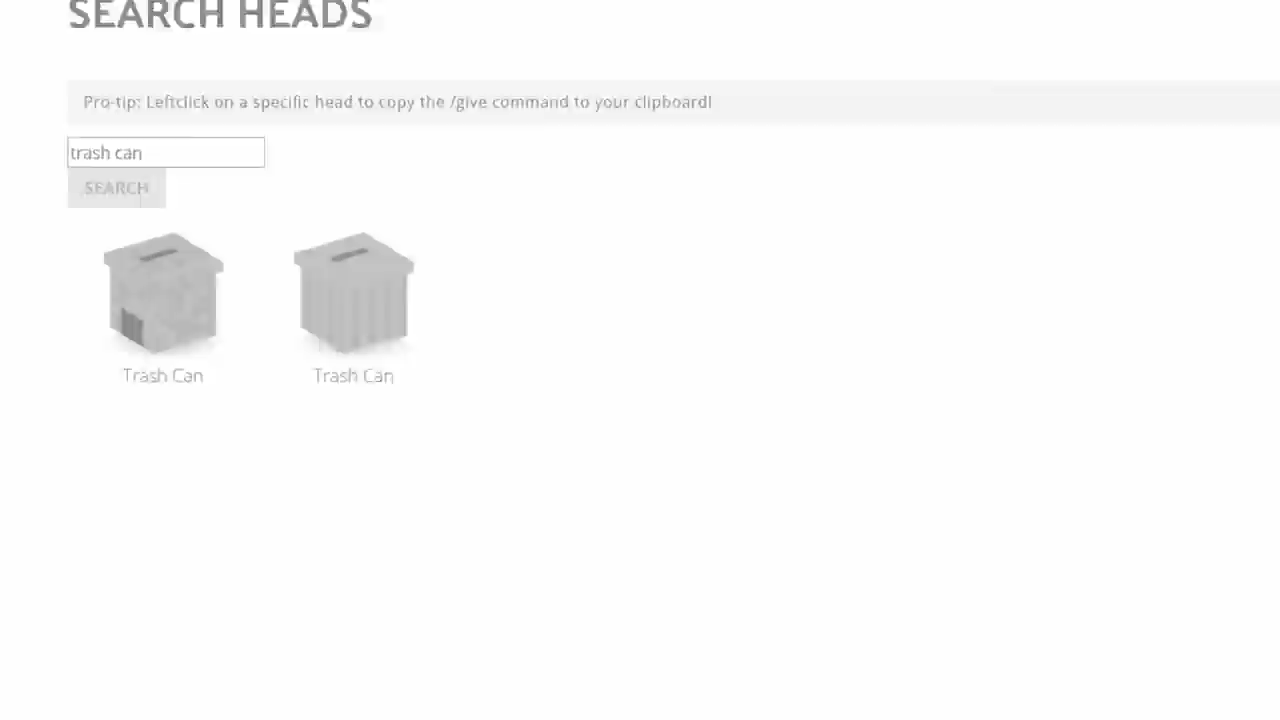 SEARCH HEADS
Pro-tip: Leftclick on a specific head to copy the /give command to your clipboard!
trash can
SEARCH
Trash Can Trash Can